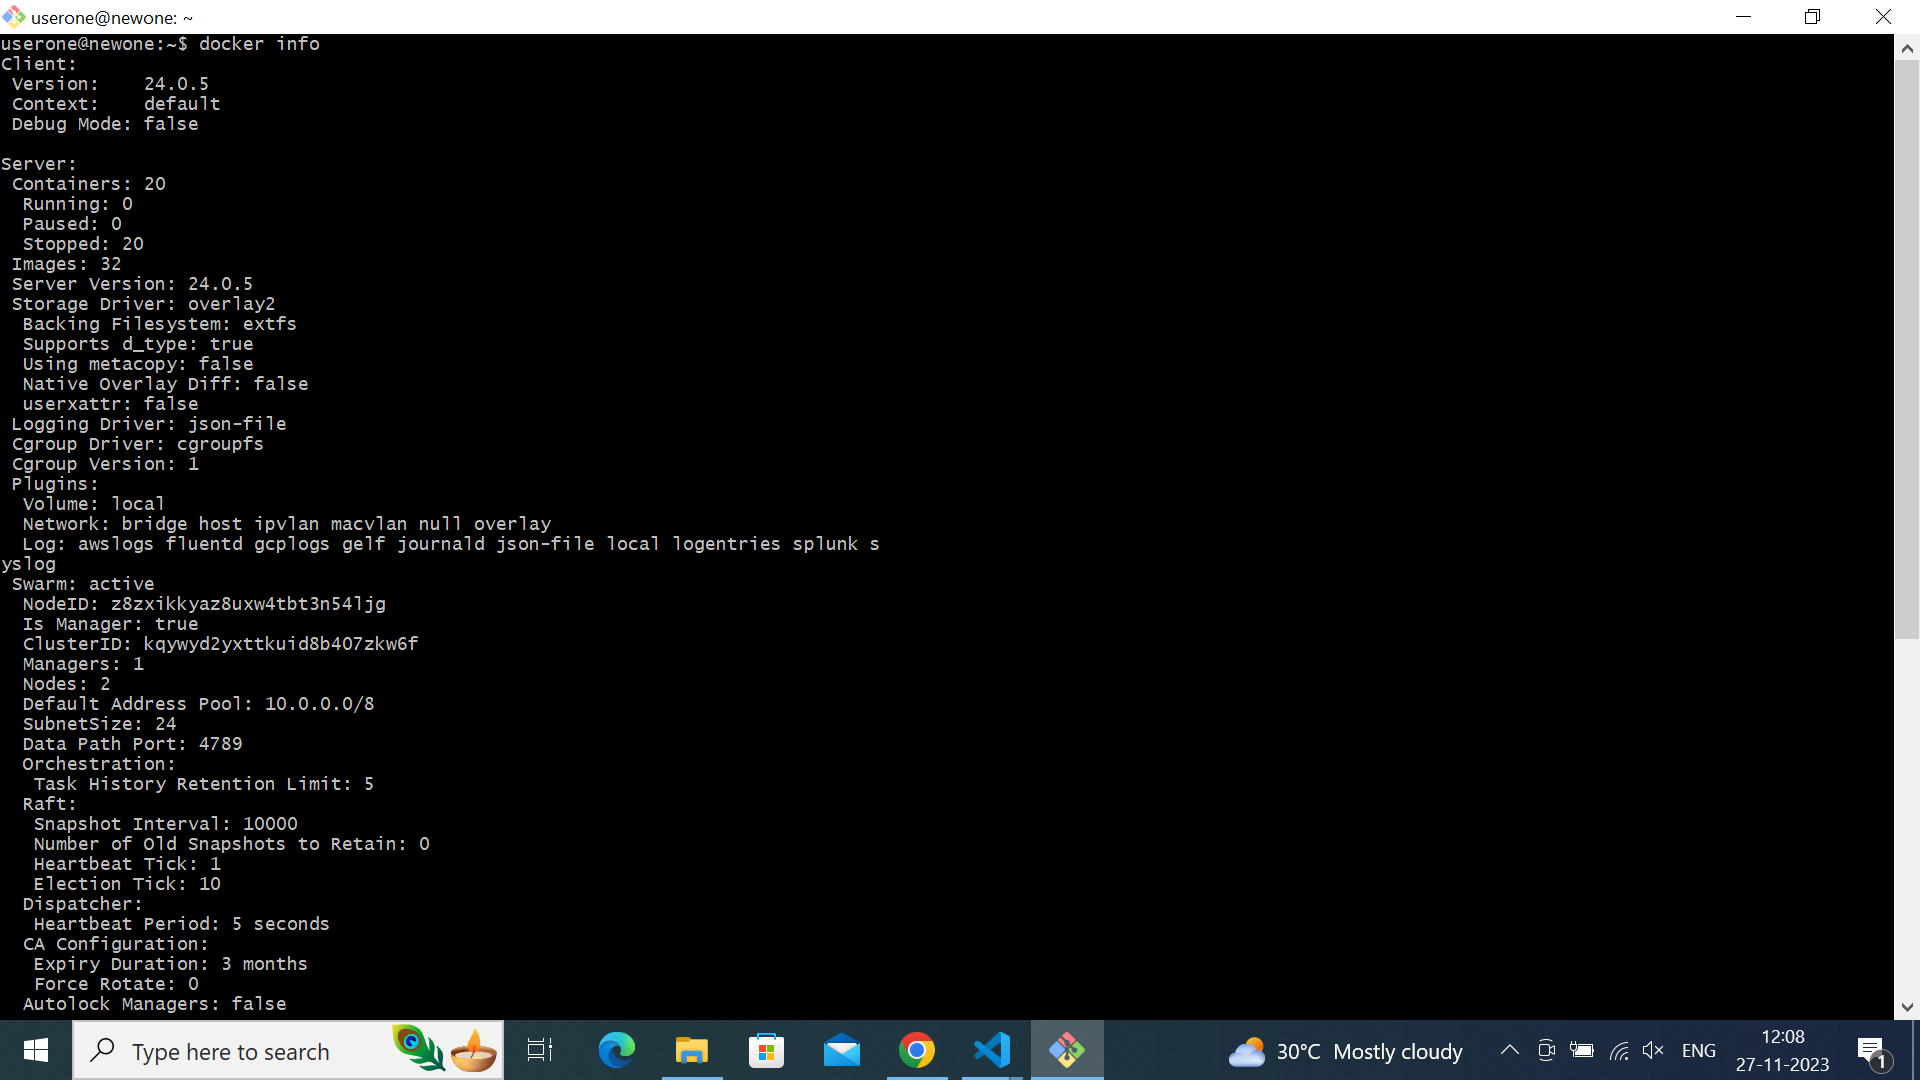 userone@newone: ~
userone@newone:~$ docker info
Client:
 Version:    24.0.5
 Context:    default
 Debug Mode: false

Server:
 Containers: 20
  Running: 0
  Paused: 0
  Stopped: 20
 Images: 32
 Server Version: 24.0.5
 Storage Driver: overlay2
  Backing Filesystem: extfs
  Supports d_type: true
  Using metacopy: false
  Native Overlay Diff: false
  userxattr: false
 Logging Driver: json-file
 Cgroup Driver: cgroupfs
 Cgroup Version: 1
 Plugins:
  Volume: local
  Network: bridge host ipvlan macvlan null overlay
  Log: awslogs fluentd gcplogs gelf journald json-file local logentries splunk s
yslog
 Swarm: active
  NodeID: z8zxikkyaz8uxw4tbt3n54ljg
  Is Manager: true
  ClusterID: kqywyd2yxttkuid8b407zkw6f
  Managers: 1
  Nodes: 2
  Default Address Pool: 10.0.0.0/8
  SubnetSize: 24
  Data Path Port: 4789
  Orchestration:
   Task History Retention Limit: 5
  Raft:
   Snapshot Interval: 10000
   Number of Old Snapshots to Retain: 0
   Heartbeat Tick: 1
   Election Tick: 10
  Dispatcher:
   Heartbeat Period: 5 seconds
  CA Configuration:
   Expiry Duration: 3 months
   Force Rotate: 0
  Autolock Managers: false
Type here to search
30°C Mostly cloudy
ENG
12:08
27-11-2023
1